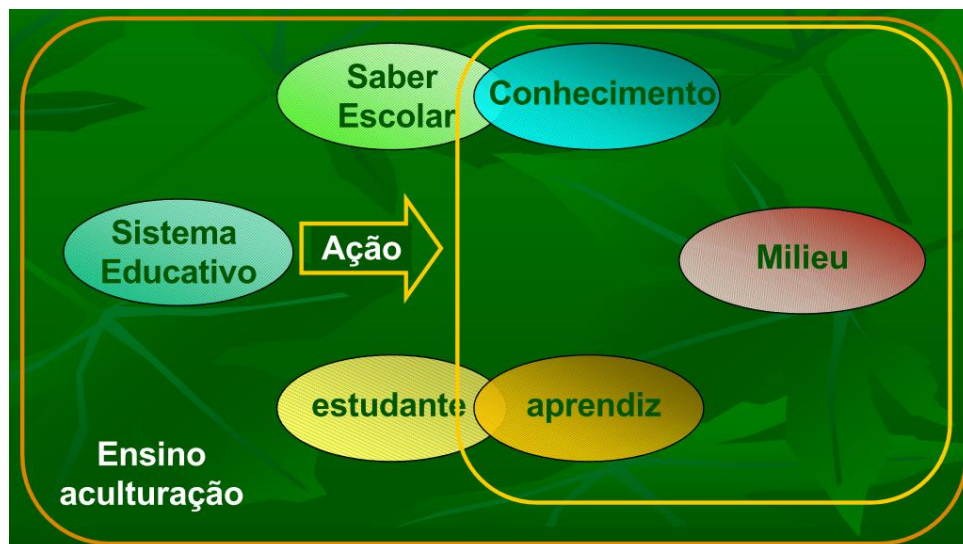 Saber
Escolar
Conhecimento
Sistema
Educativo
Ação
Milieu
estudante
aprendiz
Ensino
aculturação